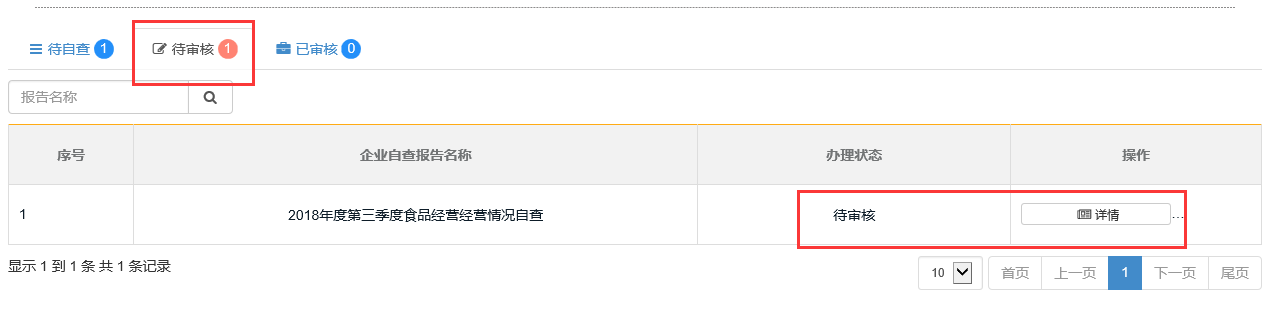 待自查 1 待审核 1 已审核 0
报告名称
序号 企业自查报告名称 办理状态 操作
1 2018年度第三季度食品经营经营情况自查 待审核 详情 ...
显示 1 到 1 条 共 1 条记录 10 首页 上一页 1 下一页 尾页